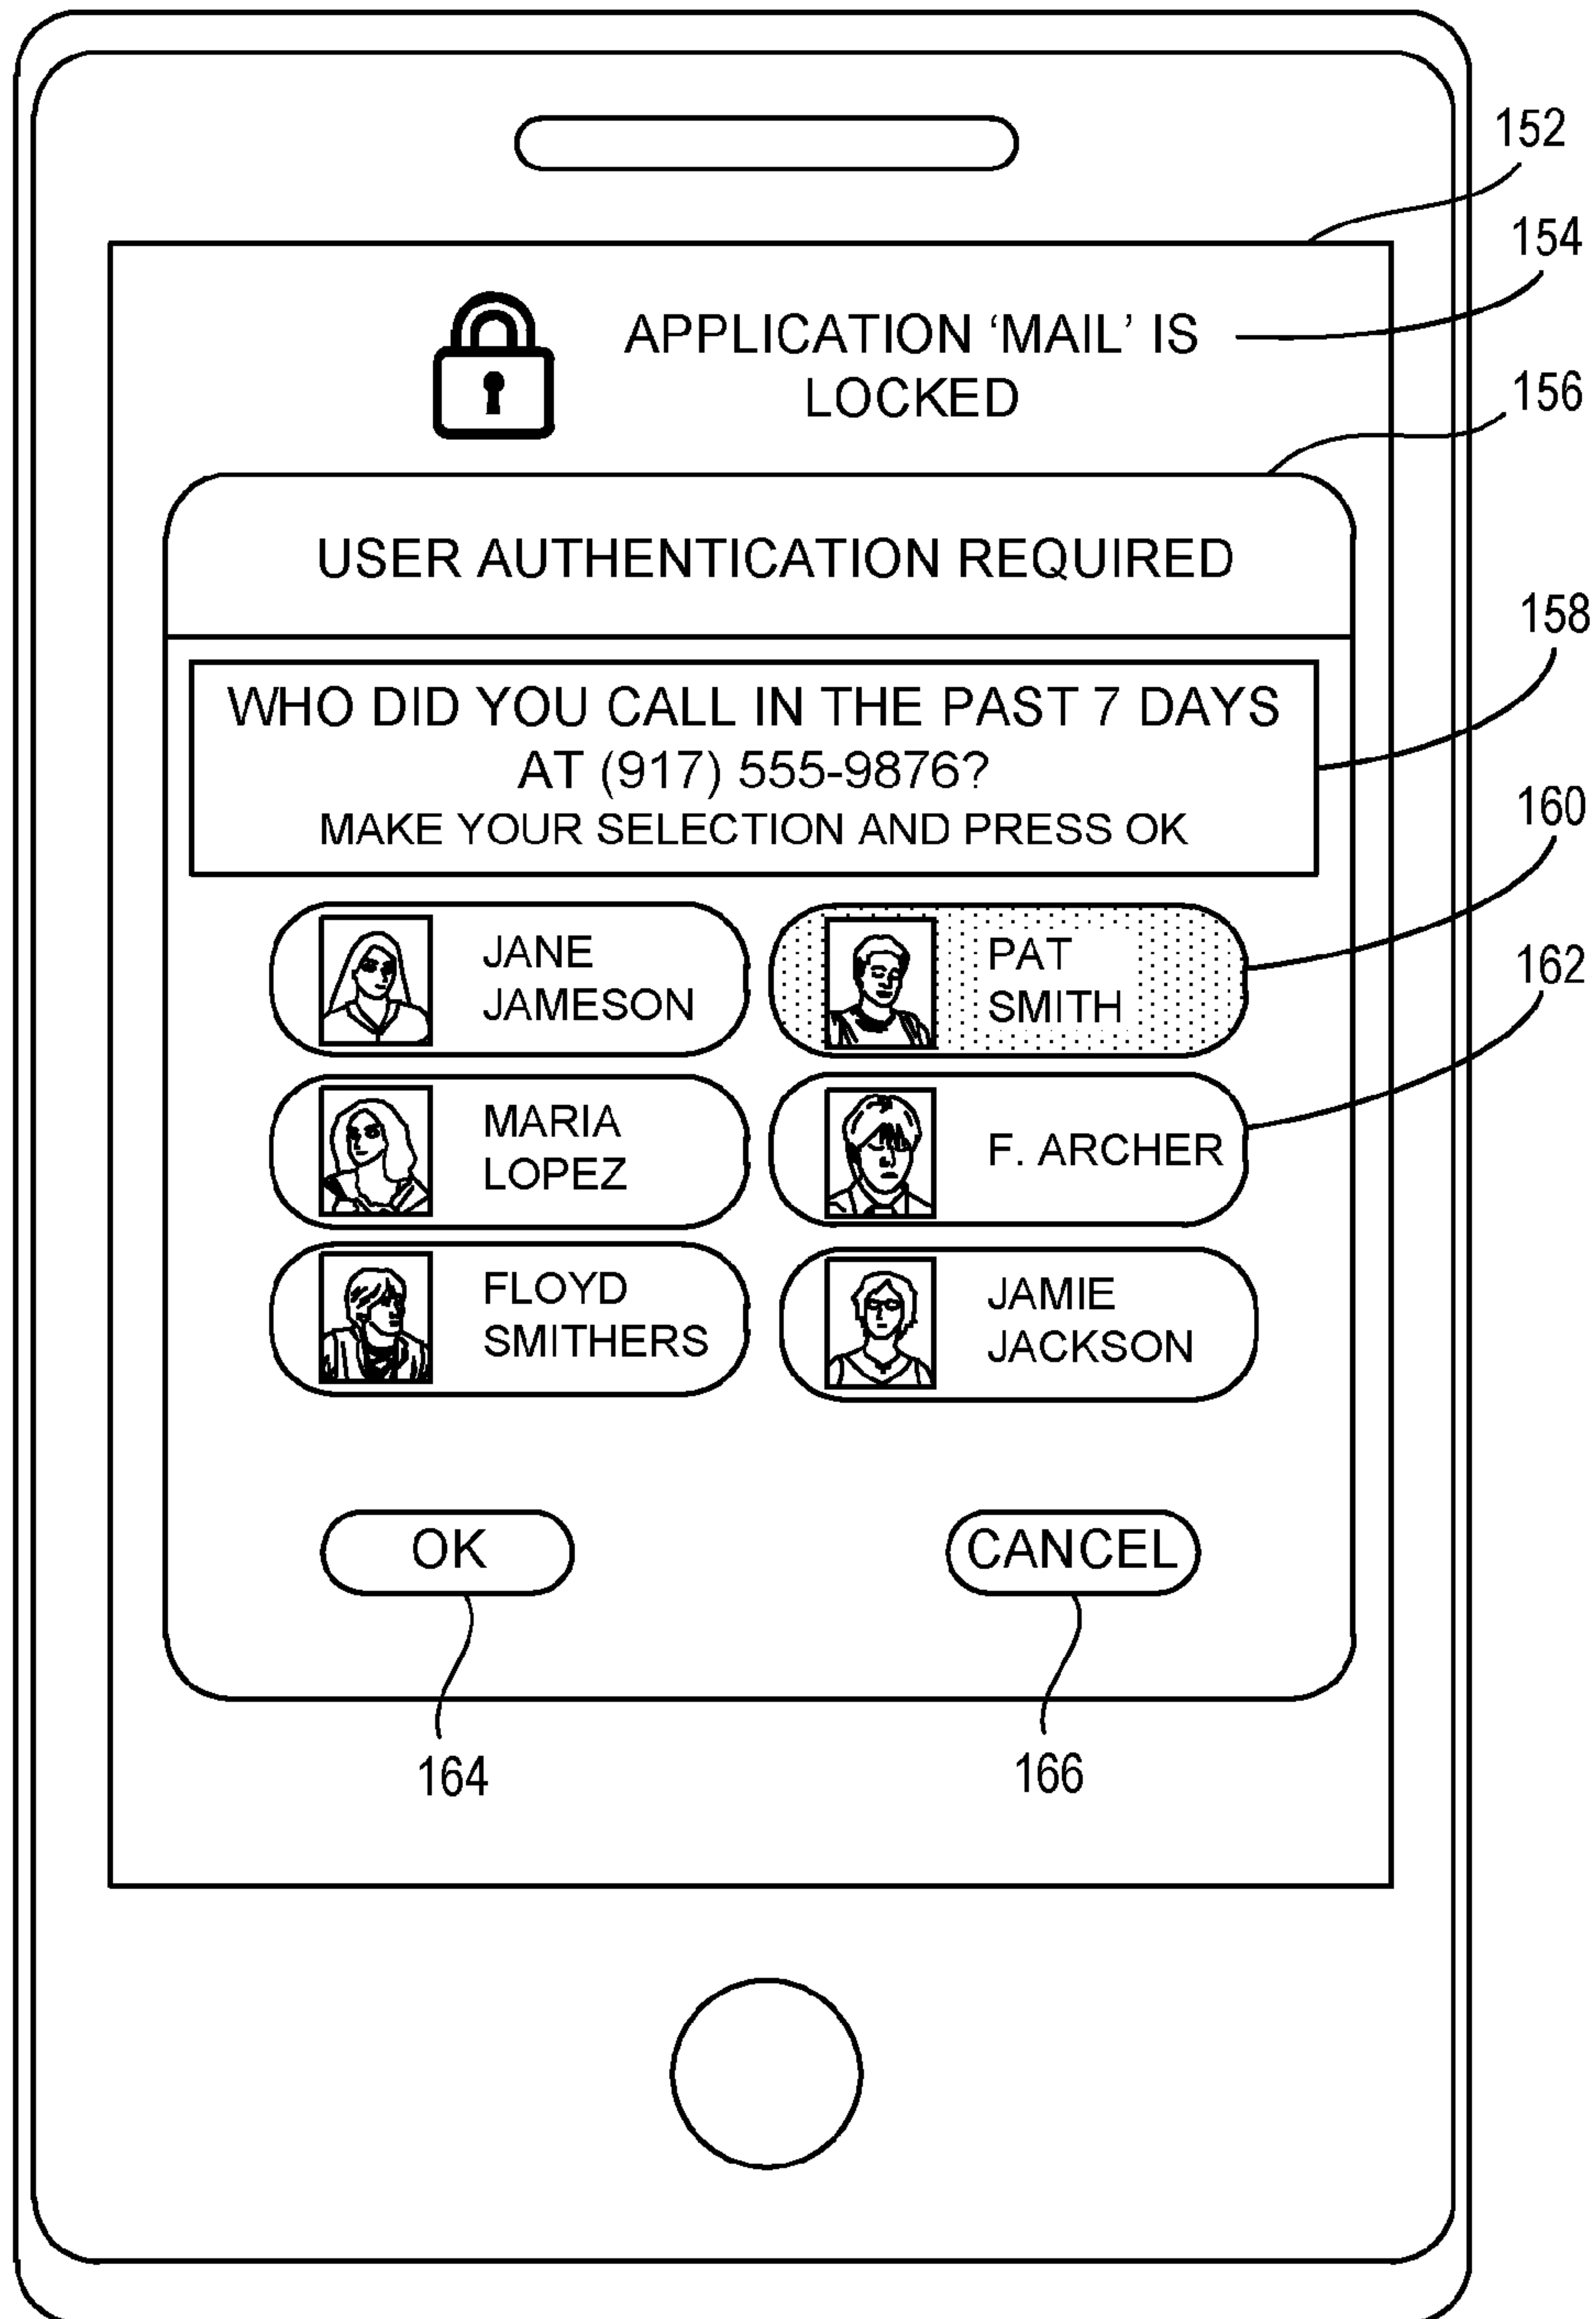 152
154
APPLICATION ‘MAIL’ IS
LOCKED
156
USER AUTHENTICATION REQUIRED
158
WHO DID YOU CALL IN THE PAST 7 DAYS
AT (917) 555-9876?
MAKE YOUR SELECTION AND PRESS OK
160
JANE
JAMESON
PAT
SMITH
162
MARIA
LOPEZ
F. ARCHER
FLOYD
SMITHERS
JAMIE
JACKSON
OK
CANCEL
164
166